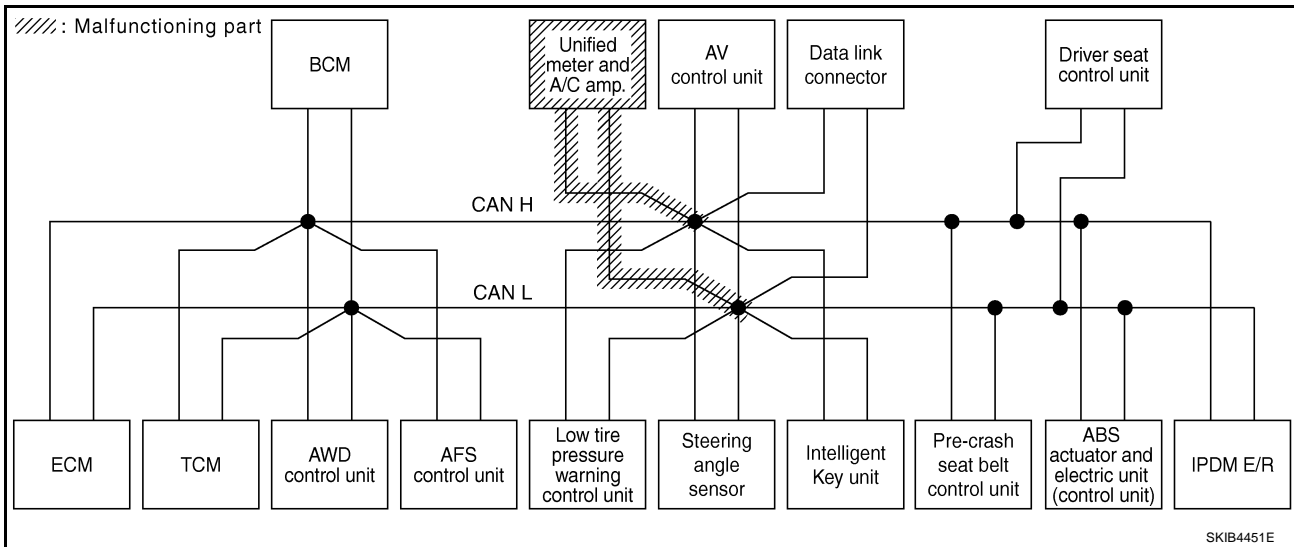 : Malfunctioning part
BCM
Unified
meter and
A/C amp.
AV
control unit
Data link
connector
Driver seat
control unit
CAN H
CAN L
ECM
TCM
AWD
control unit
AFS
control unit
Low tire
pressure
warning
control unit
Steering
angle
sensor
Intelligent
Key unit
Pre-crash
seat belt
control unit
ABS
actuator and
electric unit
(control unit)
IPDM E/R
SKIB4451E